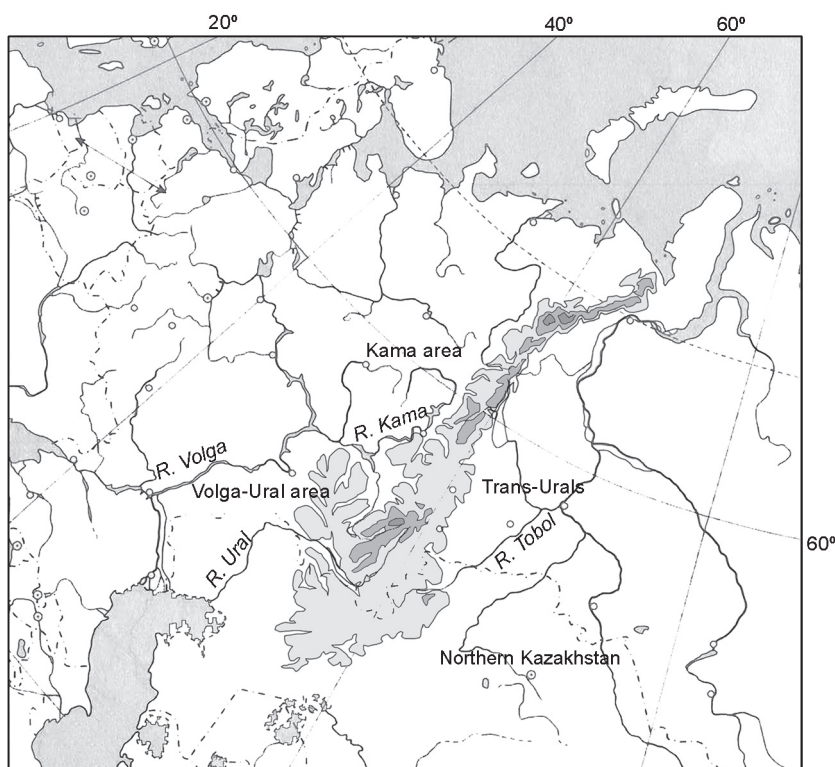 20º 40º 60º
Kama area
R. Kama
R. Volga
Volga-Ural area
Trans-Urals
R. Ural
R. Tobol
60º
Northern Kazakhstan